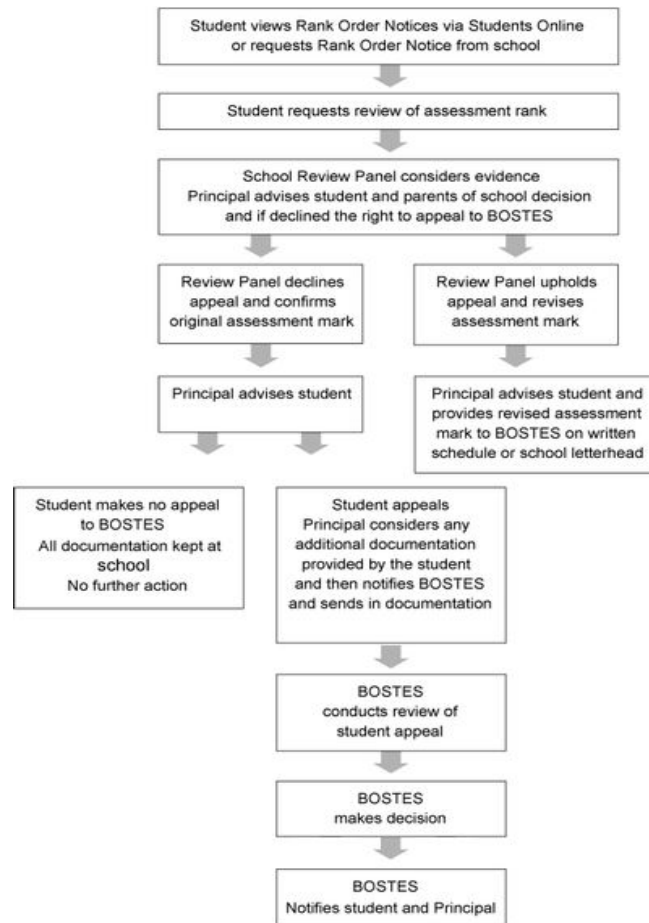 Student views Rank Order Notices via Students Online
or requests Rank Order Notice from school
Student requests review of assessment rank
School Review Panel considers evidence
Principal advises student and parents of school decision
and if declined the right to appeal to BOSTES
Review Panel declines
appeal and confirms
original assessment mark
Review Panel upholds
appeal and revises
assessment mark
Principal advises student
Principal advises student and
provides revised assessment
mark to BOSTES on written
schedule or school letterhead
Student makes no appeal
to BOSTES
All documentation kept at
school
No further action
Student appeals
Principal considers any
additional documentation
provided by the student
and then notifies BOSTES
and sends in documentation
BOSTES
conducts review of
student appeal
BOSTES
makes decision
BOSTES
Notifies student and Principal